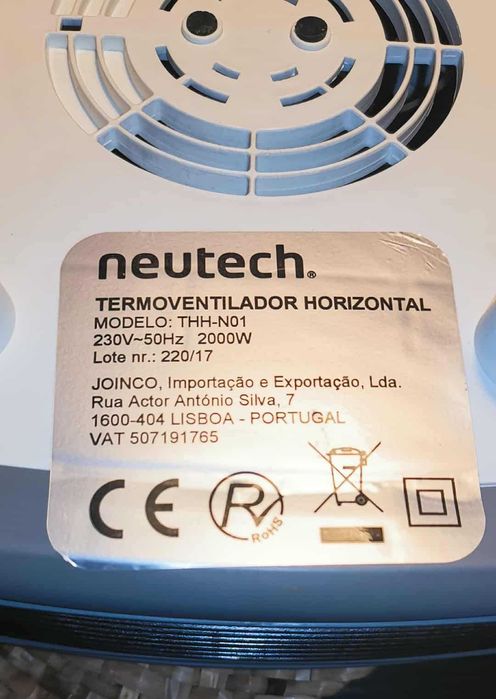 neutech®
TERMOVENTILADOR HORIZONTAL
MODELO: THH-N01
230V~50Hz 2000W
Lote nr.: 220/17
JOINCO, Importação e Exportação, Lda.
Rua Actor António Silva, 7
1600-404 LISBOA - PORTUGAL
VAT 507191765
CE
RoHS